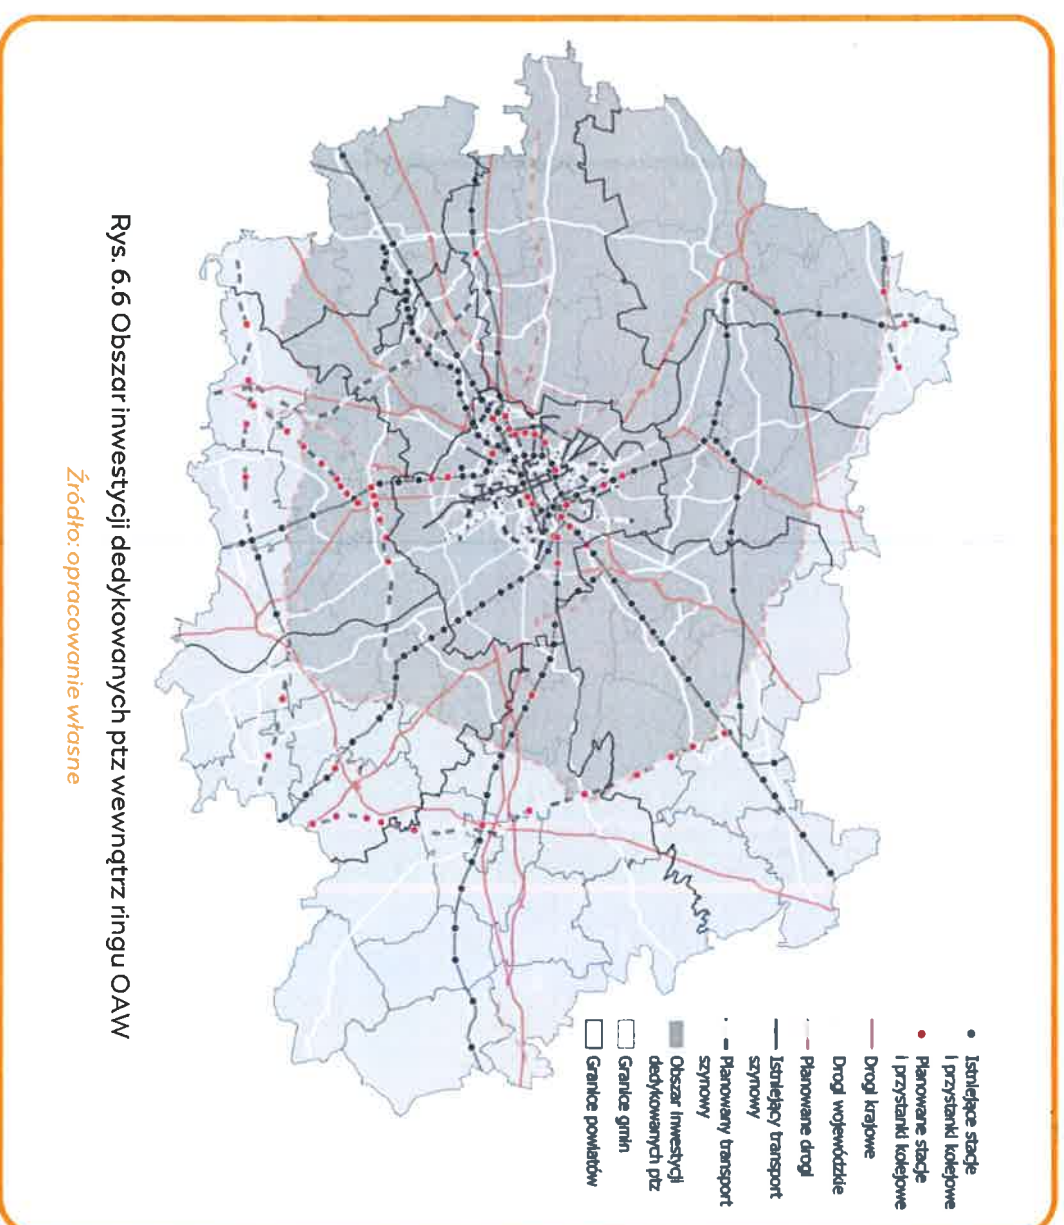 Istniejące stacje
i przystanki kolejowe
Planowane stacje
i przystanki kolejowe
Drogi krajowe
Drogi wojewódzkie
Planowane drogi
Istniejący transport
szynowy
Planowany transport
szynowy
Obszar inwestycji
dedykowanych ptz
Granice gmin
Granice powiatów
Rys. 6.6 Obszar inwestycji dedykowanych ptz wewnątrz ringu OAW
Źródło: opracowanie własne